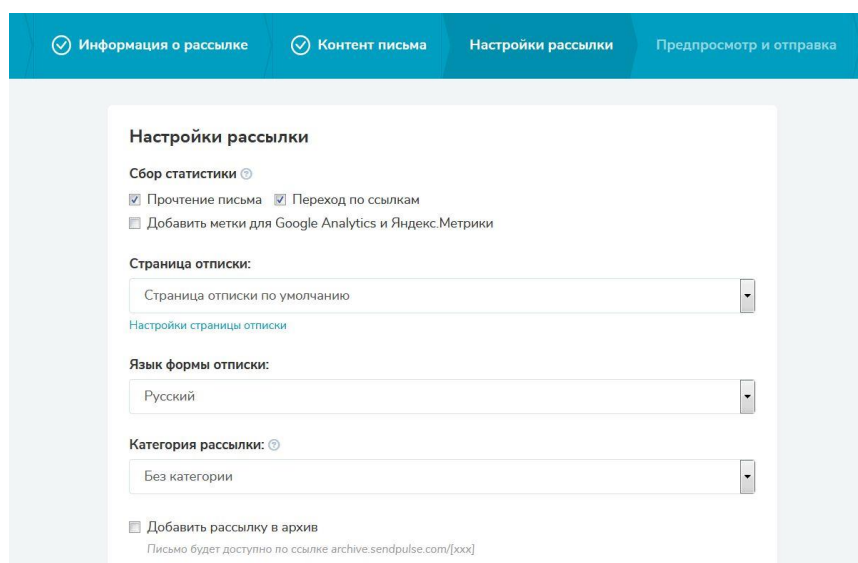 Информация о рассылке
Контент письма
Настройки рассылки
Предпросмотр и отправка
Настройки рассылки
Сбор статистики ?
Прочтение письма Переход по ссылкам
Добавить метки для Google Analytics и Яндекс.Метрики
Страница отписки:
Страница отписки по умолчанию
Настройки страницы отписки
Язык формы отписки:
Русский
Категория рассылки: ?
Без категории
Добавить рассылку в архив
Письмо будет доступно по ссылке archive.sendpulse.com/[xxx]